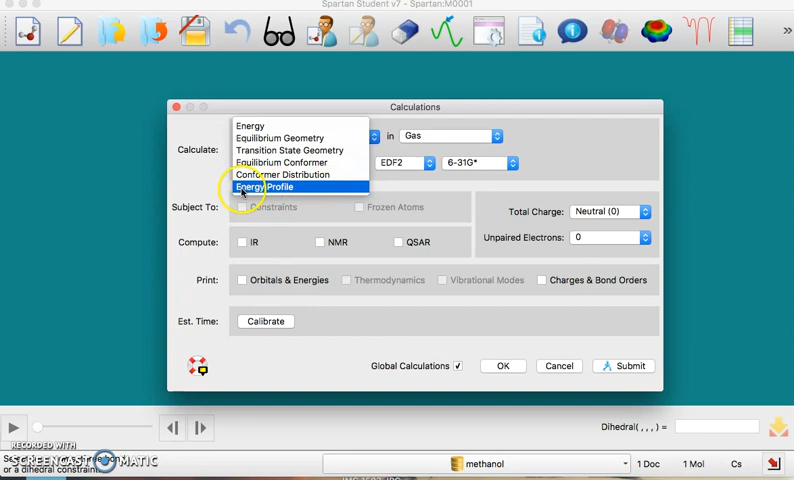 Spartan Student v7 - Spartan:M0001
»
Calculations
Energy
Equilibrium Geometry
Transition State Geometry
Equilibrium Conformer
Conformer Distribution
Energy Profile
Calculate:
in
Gas
EDF2
6-31G*
Subject To:
Constraints
Frozen Atoms
Total Charge:
Neutral (0)
Unpaired Electrons:
0
Compute:
IR
NMR
QSAR
Print:
Orbitals & Energies
Thermodynamics
Vibrational Modes
Charges & Bond Orders
Est. Time:
Calibrate
Global Calculations
OK
Cancel
Submit
Dihedral(, , , ) =
RECORDED WITH
SCREENCAST MATIC
or a dihedral constraint.
methanol
1 Doc
1 Mol
Cs